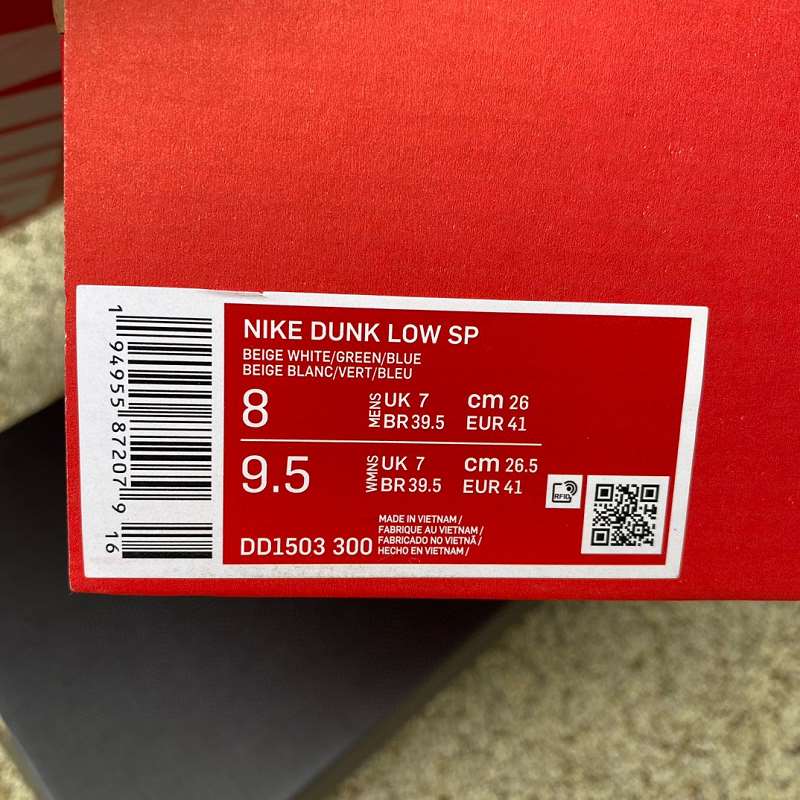 1 94955 87207 9 16
NIKE DUNK LOW SP
BEIGE WHITE/GREEN/BLUE
BEIGE BLANC/VERT/BLEU
8 MENS UK 7 cm 26
BR 39.5 EUR 41
9.5 WMNS UK 7 cm 26.5
BR 39.5 EUR 41
RFID
DD1503 300
MADE IN VIETNAM /
FABRIQUE AU VIETNAM /
FABRICADO NO VIETNÃ /
HECHO EN VIETNAM /